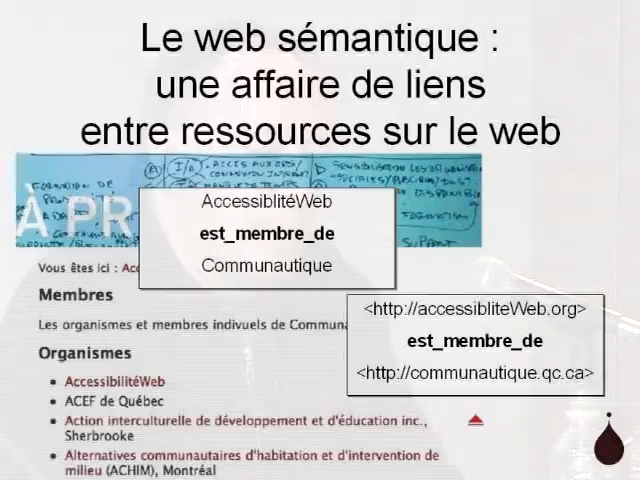 Le web sémantique :
une affaire de liens
entre ressources sur le web
À PR
AccessiblitéWeb
est_membre_de
Communautique
Vous êtes ici :
Membres
Les organismes et membres indivuels de
<http://accessibliteWeb.org>
est_membre_de
<http://communautique.qc.ca>
Organismes
AccessibilitéWeb
ACEF de Québec
Action interculturelle de développement et d'éducation inc.,
Sherbrooke
Alternatives communautaires d'habitation et d'intervention de
milieu (ACHIM), Montréal